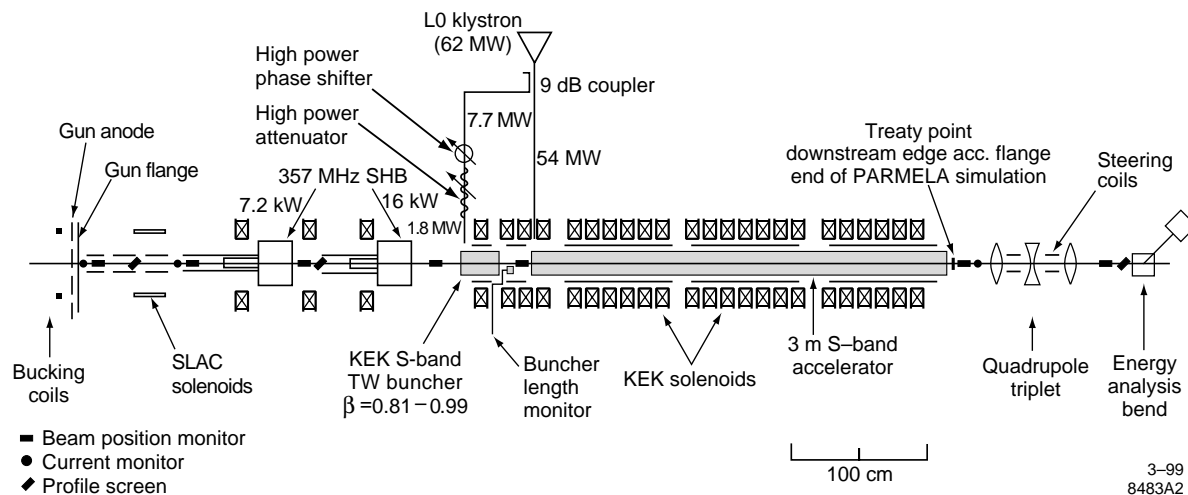 L0 klystron
(62 MW)
High power
phase shifter
9 dB coupler
High power
attenuator
7.7 MW
Gun anode
Gun flange
54 MW
Treaty point
downstream edge acc. flange
end of PARMELA simulation
Steering
coils
357 MHz SHB
7.2 kW
16 kW
1.8 MW
Bucking
coils
SLAC
solenoids
KEK S-band
TW buncher
β=0.81–0.99
Buncher
length
monitor
KEK solenoids
3 m S–band
accelerator
Quadrupole
triplet
Energy
analysis
bend
Beam position monitor
Current monitor
Profile screen
100 cm
3–99
8483A2